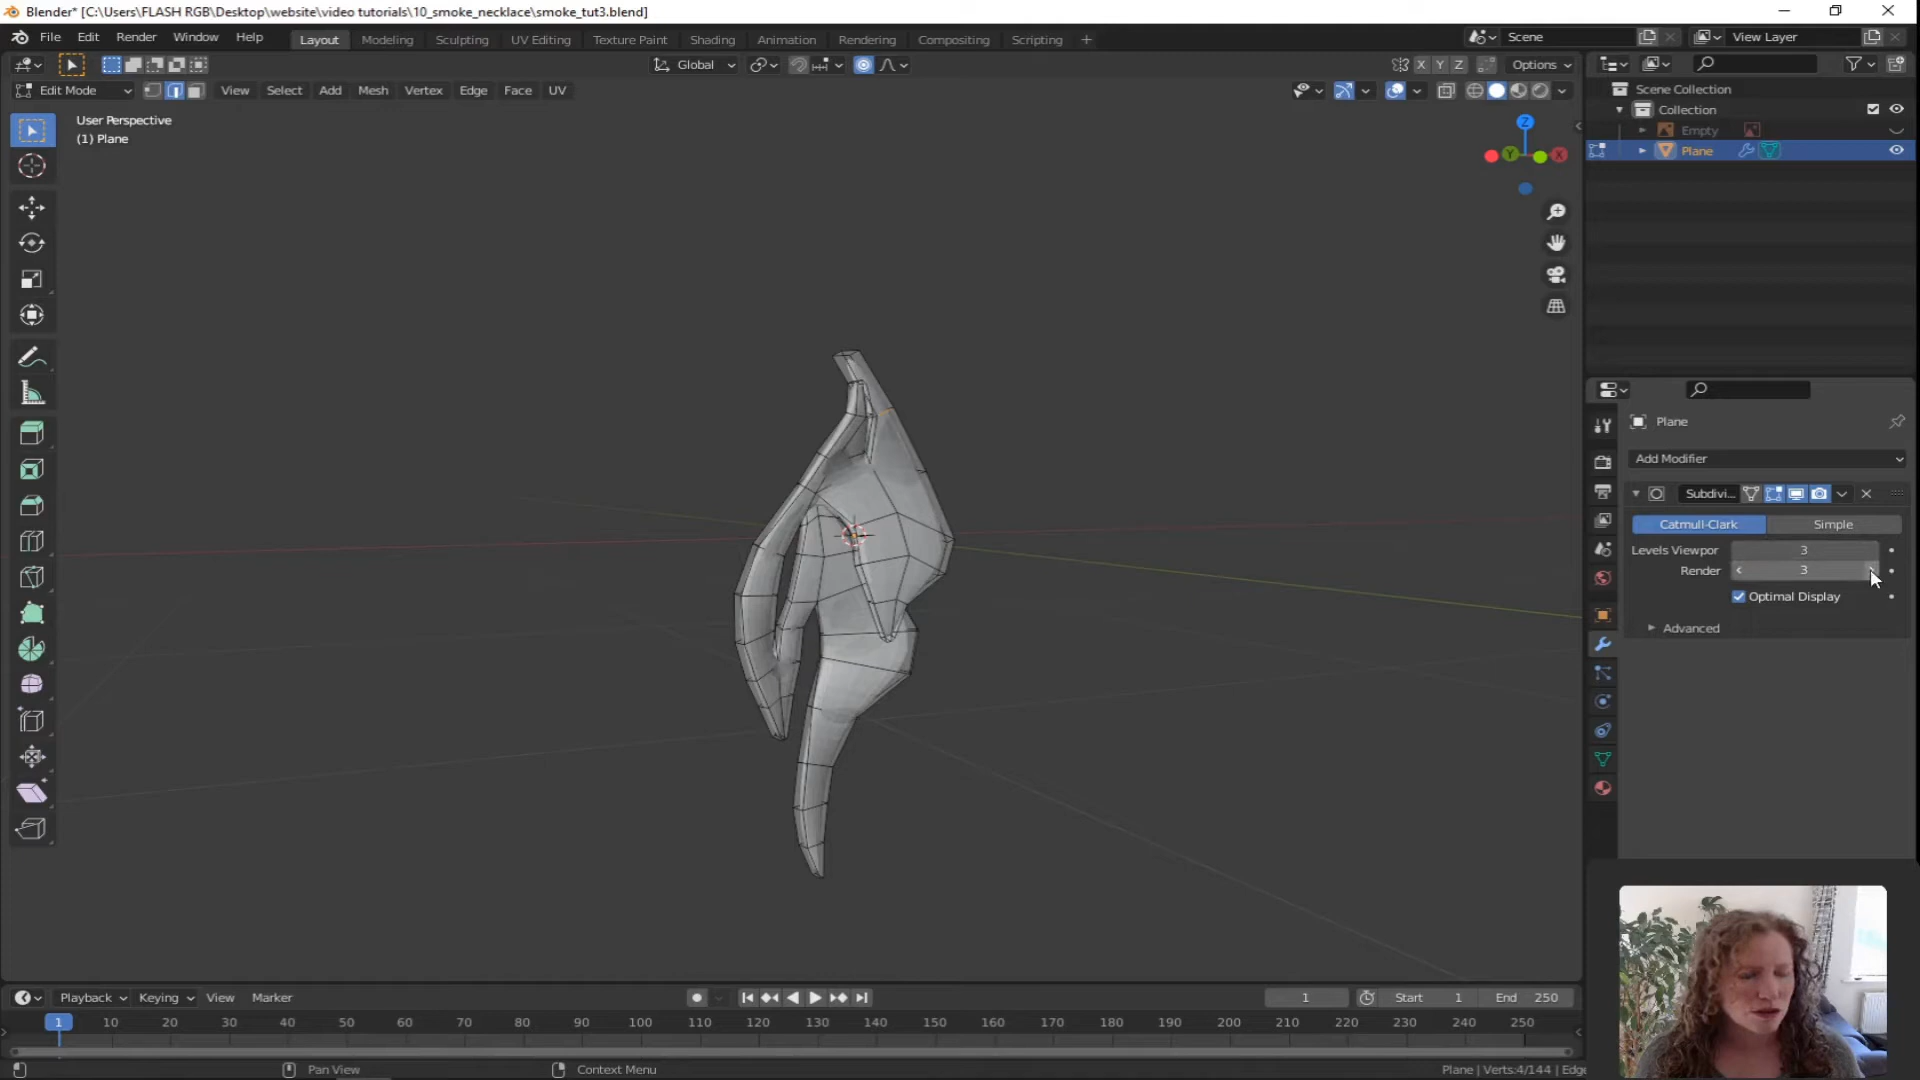 Blender* [C:\Users\FLASH RGB\Desktop\website\video tutorials\10_smoke_necklace\smoke_tut3.blend]
File Edit Render Window Help Layout Modeling Sculpting UV Editing Texture Paint Shading Animation Rendering Compositing Scripting + Scene View Layer
Global X Y Z Options
Edit Mode View Select Add Mesh Vertex Edge Face UV
Scene Collection
Collection
Empty
Plane
User Perspective
(1) Plane
Z
Y X
Plane
Add Modifier
Subdivi...
Catmull-Clark Simple
Levels Viewpor 3
Render 3
Optimal Display
Advanced
Playback Keying View Marker 1 Start 1 End 250
1 10 20 30 40 50 60 70 80 90 100 110 120 130 140 150 160 170 180 190 200 210 220 230 240 250
Pan View Context Menu Plane | Verts:4/144 | Edge